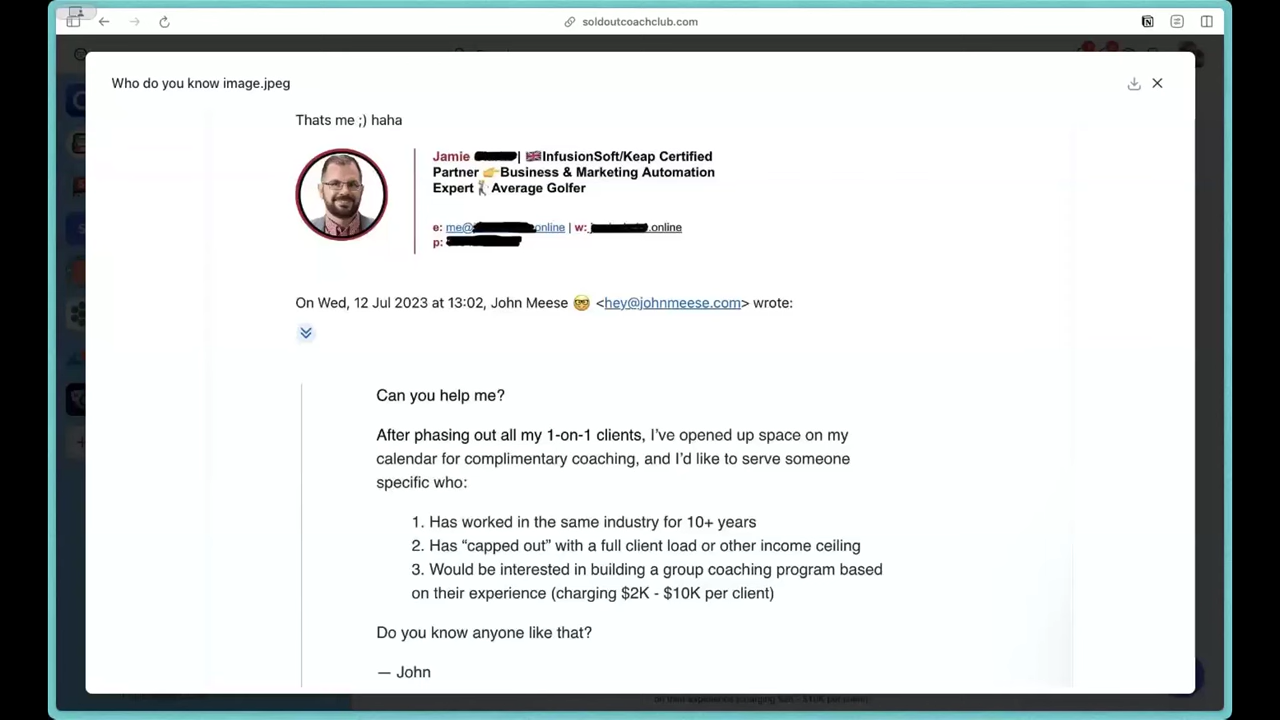 soldoutcoachclub.com
Who do you know image.jpeg
Thats me ;) haha
Jamie | 🇬🇧InfusionSoft/Keap Certified
Partner 👉Business & Marketing Automation
Expert 🏌Average Golfer
e: me@ online | w: .online
p:
On Wed, 12 Jul 2023 at 13:02, John Meese 🤓 <hey@johnmeese.com> wrote:
Can you help me?
After phasing out all my 1-on-1 clients, I've opened up space on my
calendar for complimentary coaching, and I'd like to serve someone
specific who:
1. Has worked in the same industry for 10+ years
2. Has “capped out” with a full client load or other income ceiling
3. Would be interested in building a group coaching program based
on their experience (charging $2K - $10K per client)
Do you know anyone like that?
— John